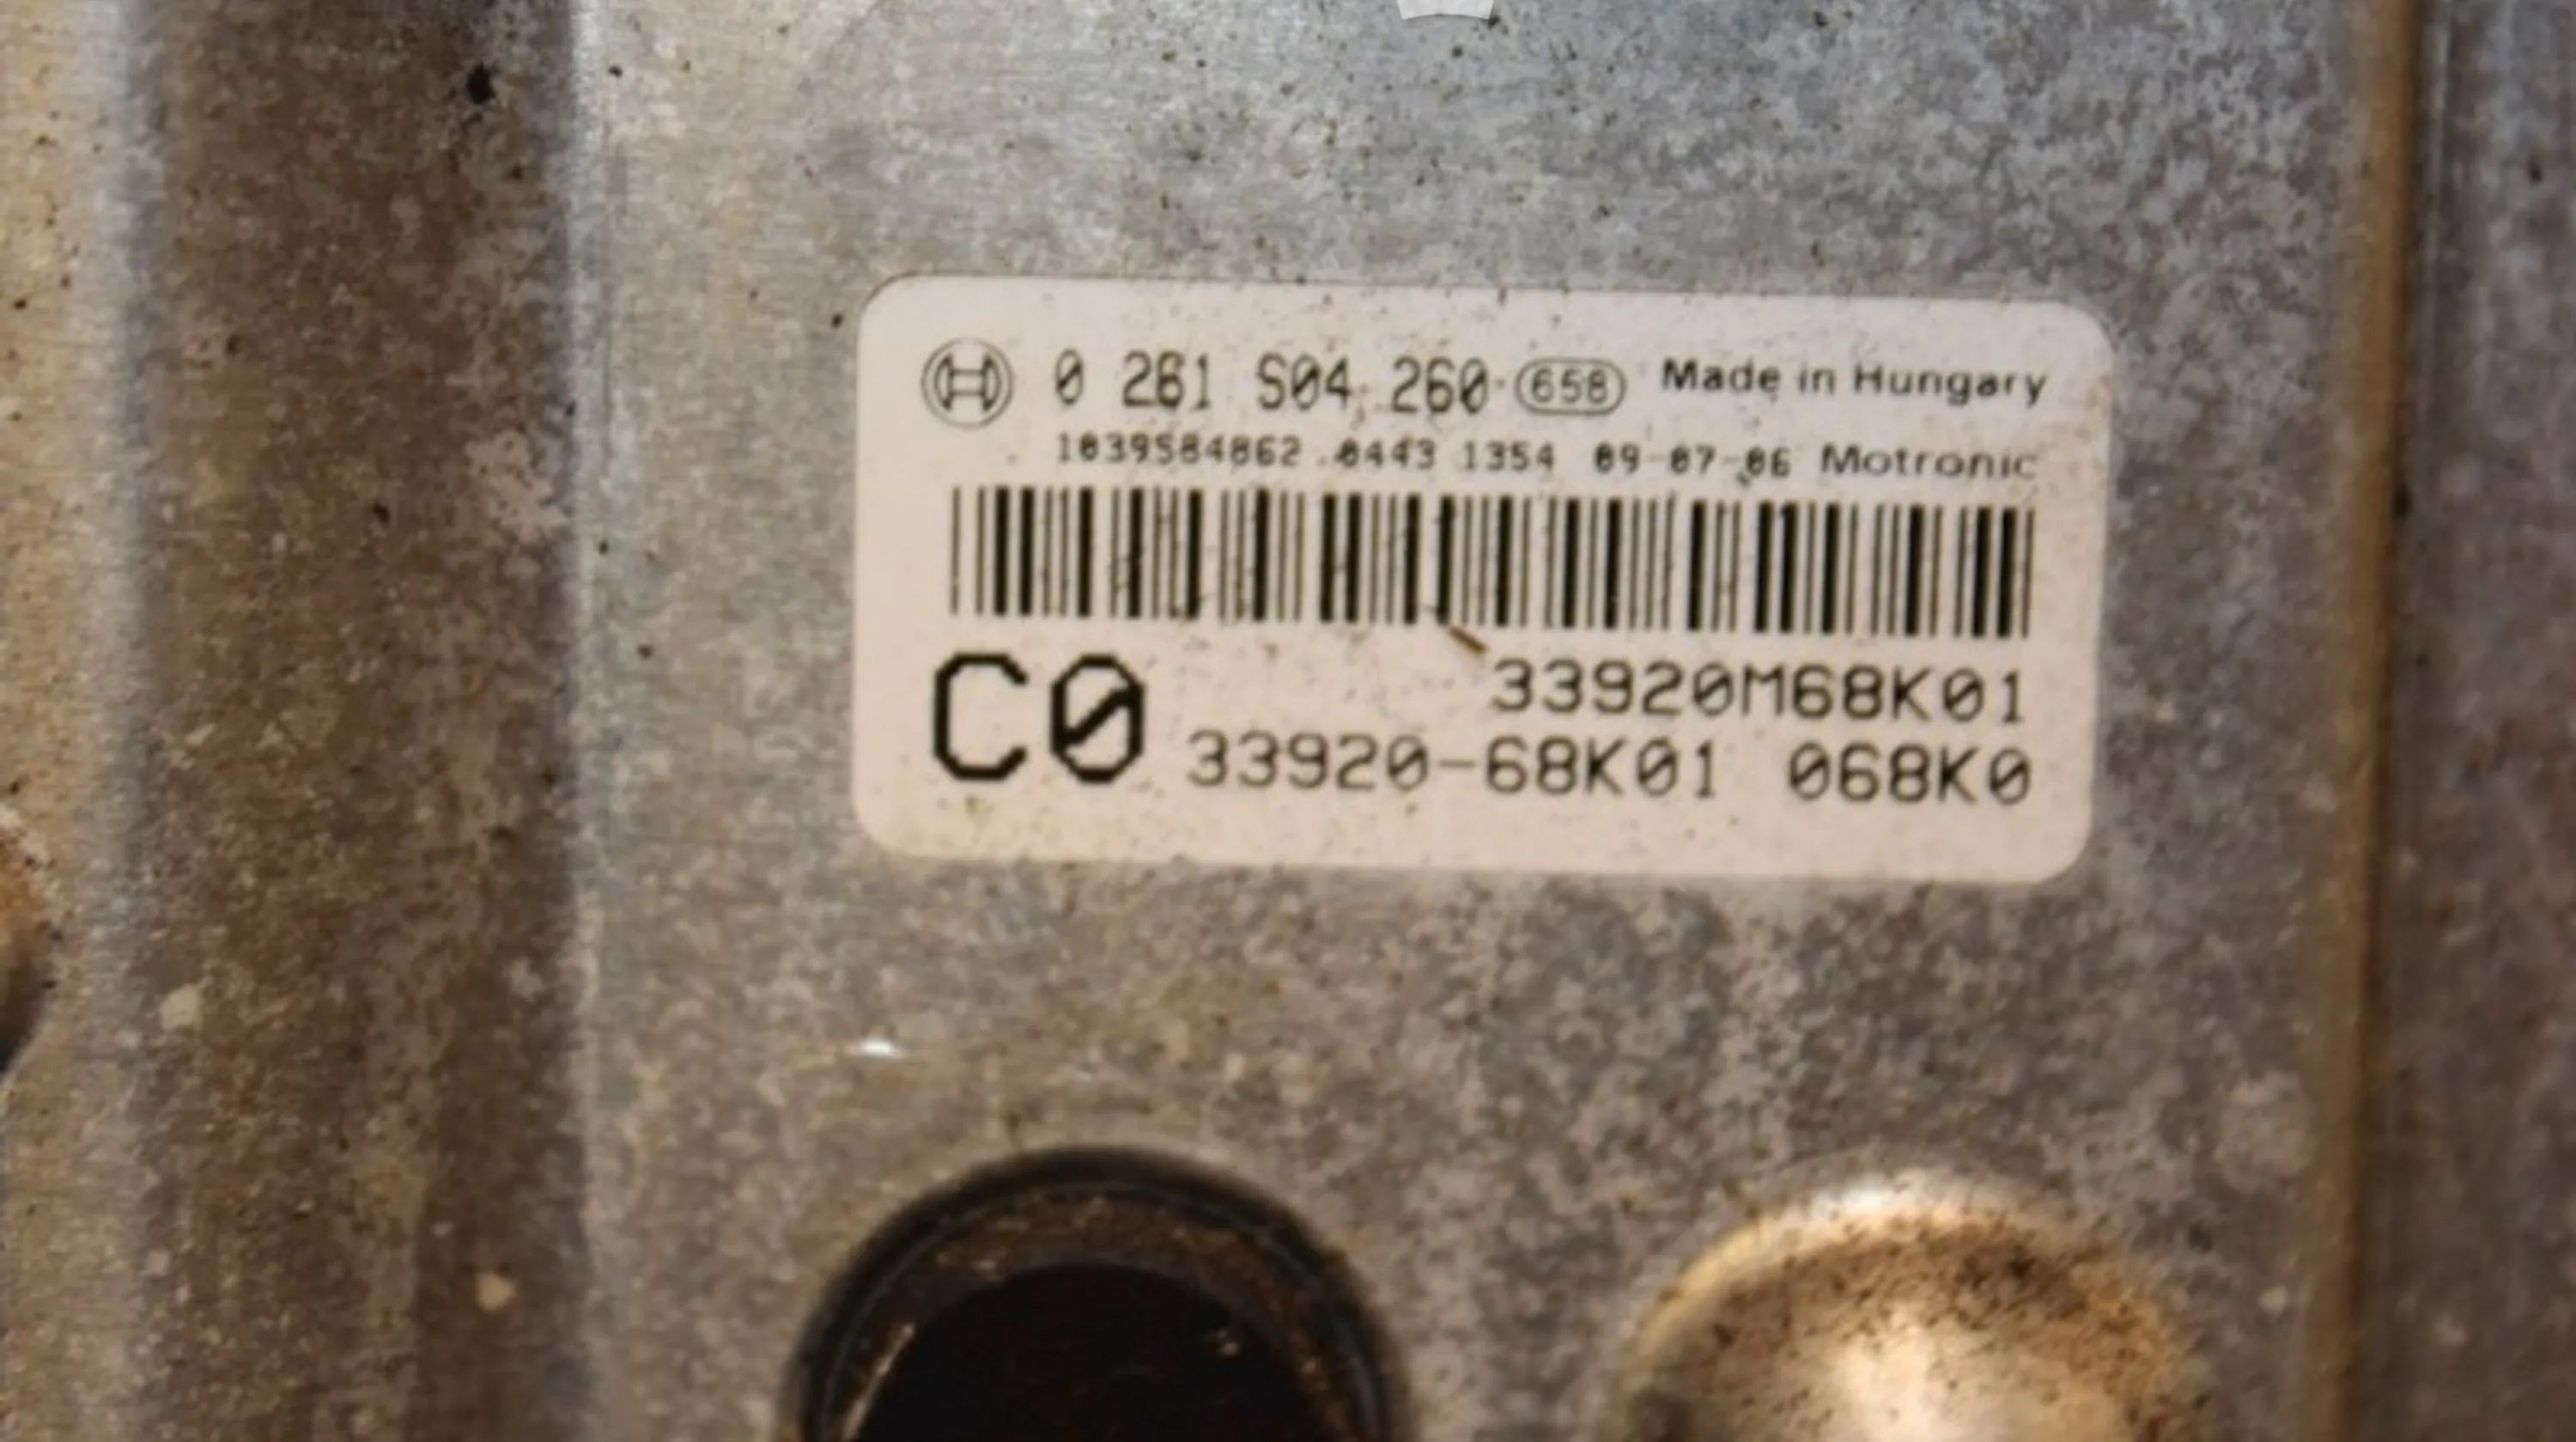 0 261 S04 260 658 Made in Hungary
1039S84862 0443 1354 09-07-06 Motronic
33920M68K01
C0 33920-68K01 068K0